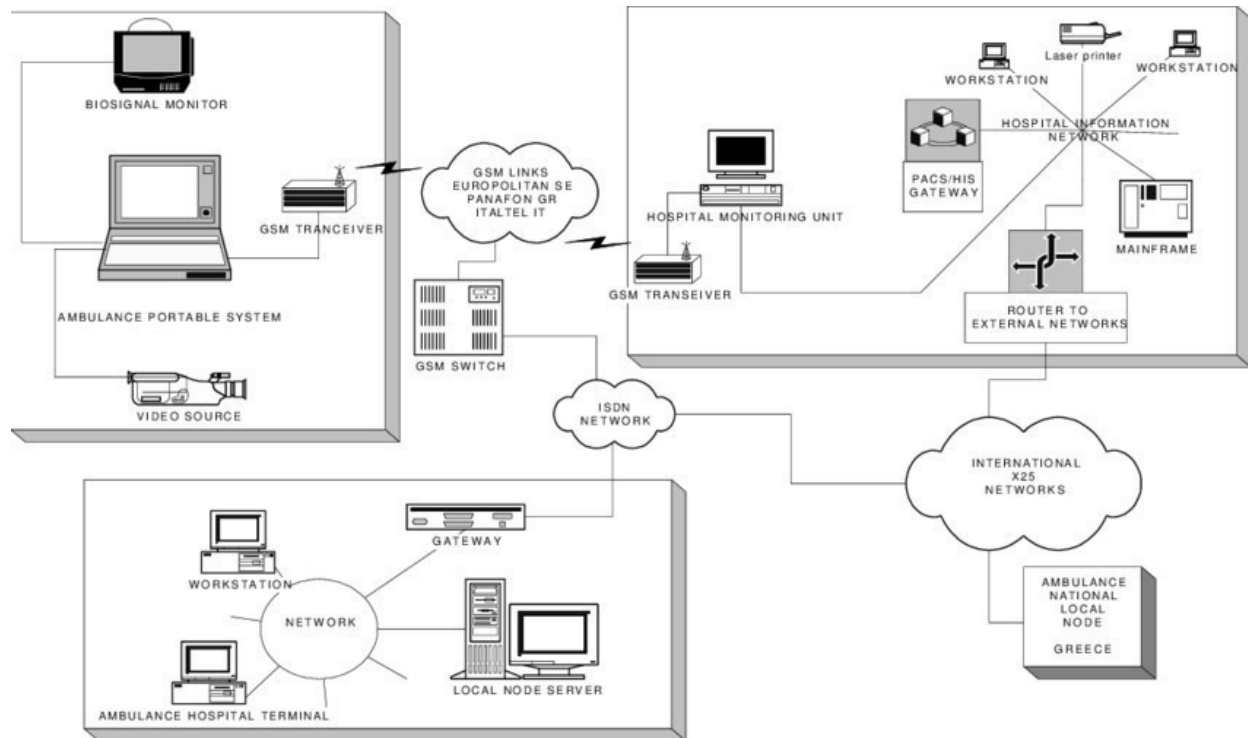 BIOSIGNAL MONITOR
GSM TRANCEIVER
AMBULANCE PORTABLE SYSTEM
VIDEO SOURCE
GSM LINKS
EUROPOLITAN SE
PANAFON GR
ITALTEL IT
GSM SWITCH
Laser printer
WORKSTATION
WORKSTATION
HOSPITAL INFORMATION
NETWORK
PACS/HIS
GATEWAY
HOSPITAL MONITORING UNIT
MAINFRAME
GSM TRANSEIVER
ROUTER TO
EXTERNAL NETWORKS
ISDN
NETWORK
INTERNATIONAL
X25
NETWORKS
GATEWAY
WORKSTATION
NETWORK
LOCAL NODE SERVER
AMBULANCE HOSPITAL TERMINAL
AMBULANCE
NATIONAL
LOCAL
NODE
GREECE